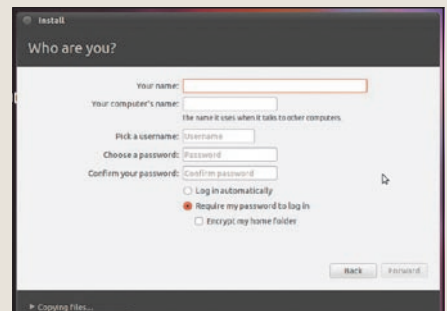 Install
Who are you?
Your name:
Your computer's name:
The name it uses when it talks to other computers.
Pick a username: Username
Choose a password: Password
Confirm your password: Confirm password
Log in automatically
Require my password to log in
Encrypt my home folder
Back Forward
Copying files...